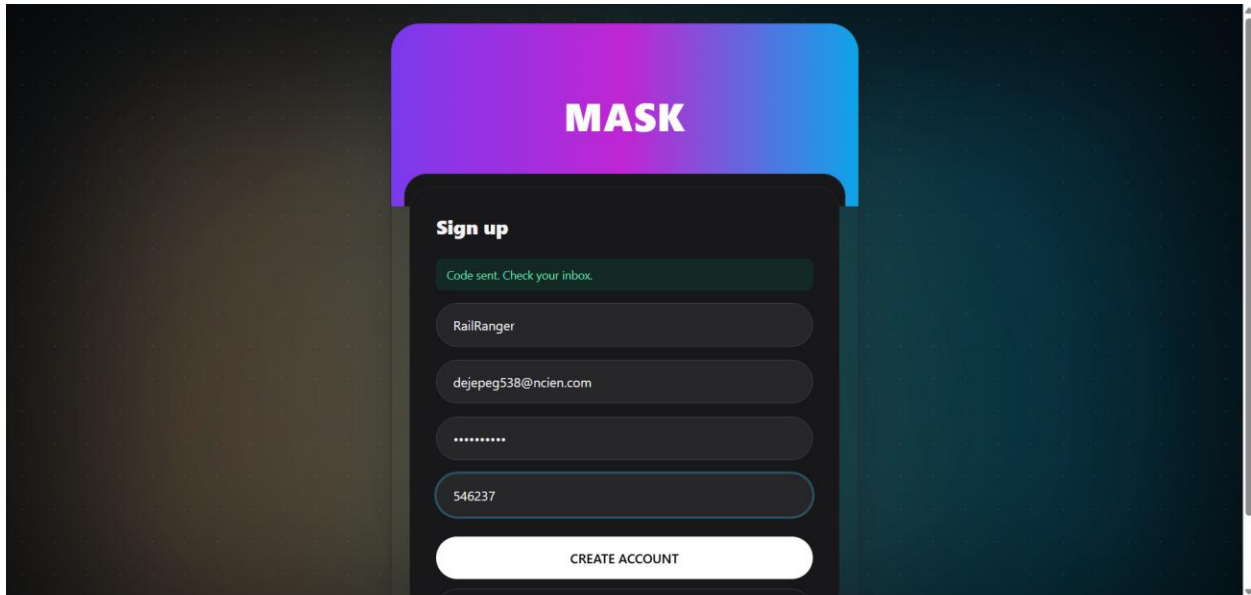 MASK
Sign up
Code sent. Check your inbox.
RailRanger
dejepeg538@ncien.com
••••••••••
546237
CREATE ACCOUNT